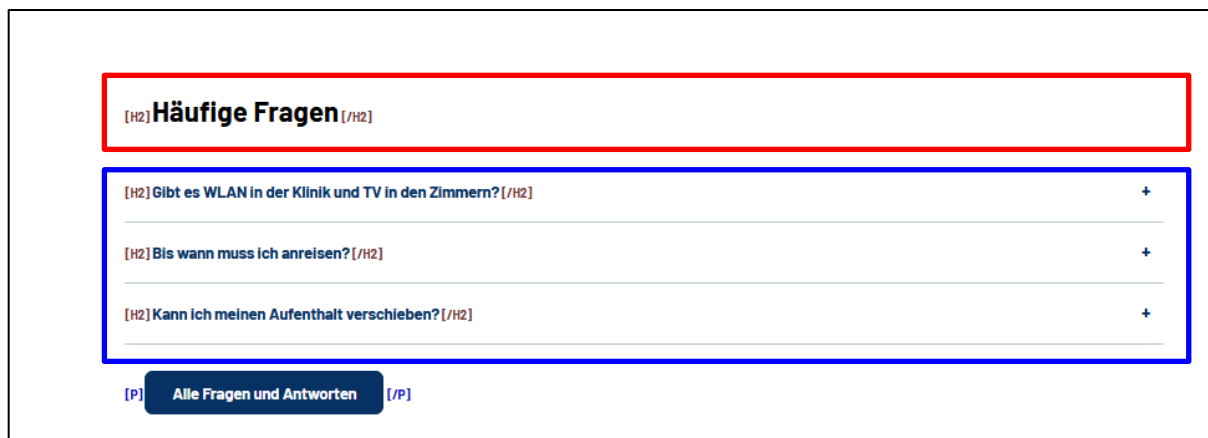 [H2]Häufige Fragen[/H2]
[H2]Gibt es WLAN in der Klinik und TV in den Zimmern?[/H2] +
[H2]Bis wann muss ich anreisen?[/H2] +
[H2]Kann ich meinen Aufenthalt verschieben?[/H2] +
[P] Alle Fragen und Antworten [/P]